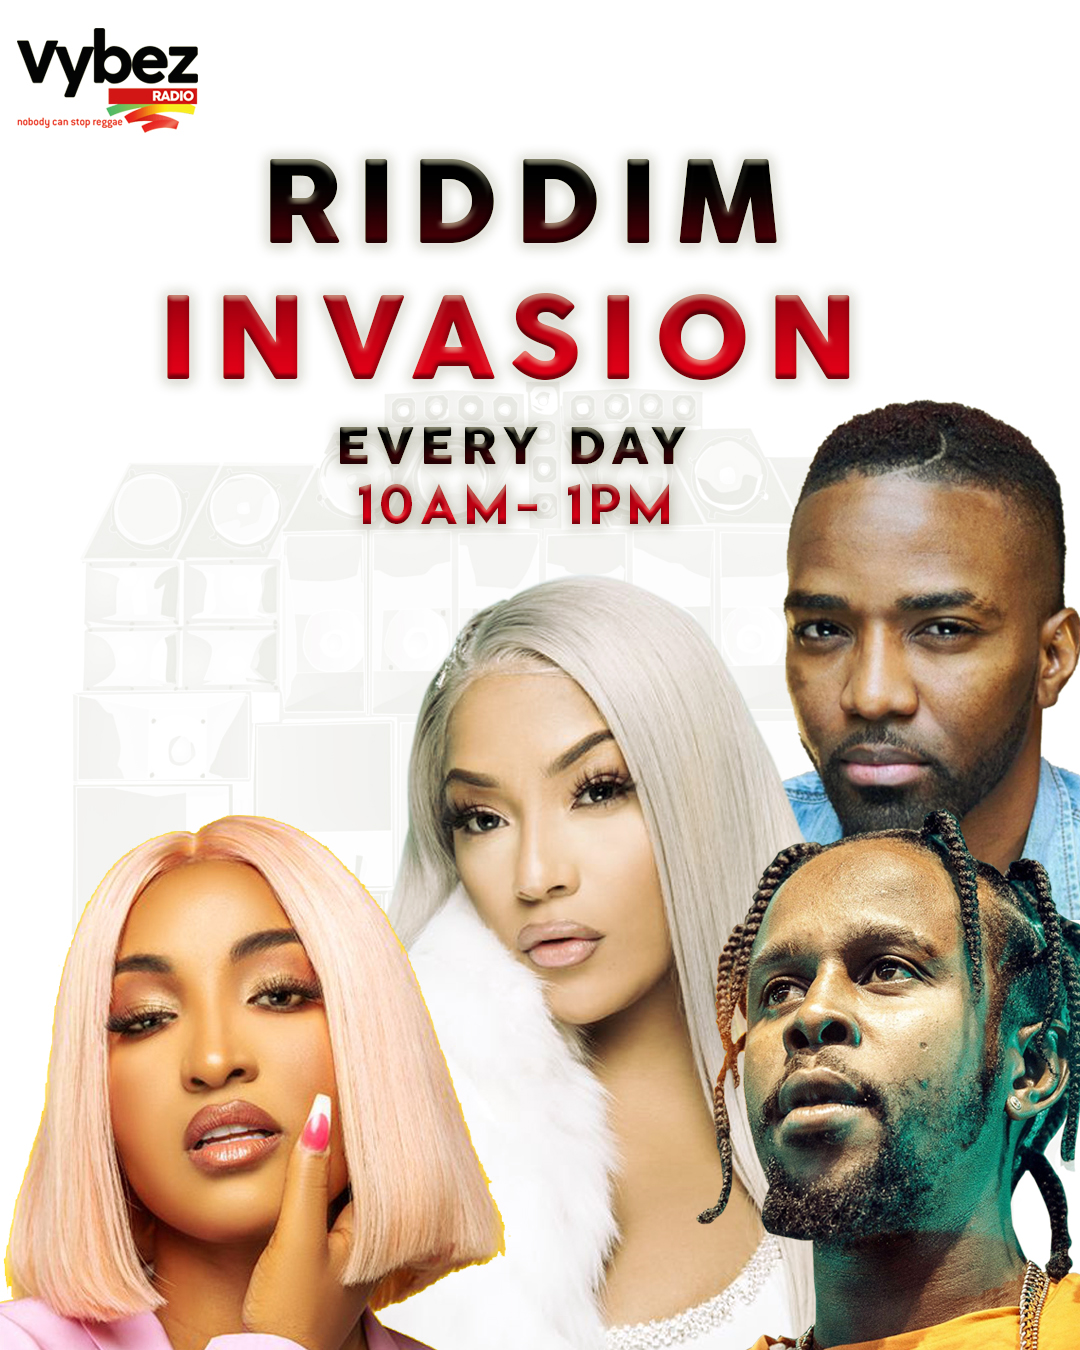 Vybez
RADIO
nobody can stop reggae
RIDDIM
INVASION
EVERY DAY
10AM- 1PM